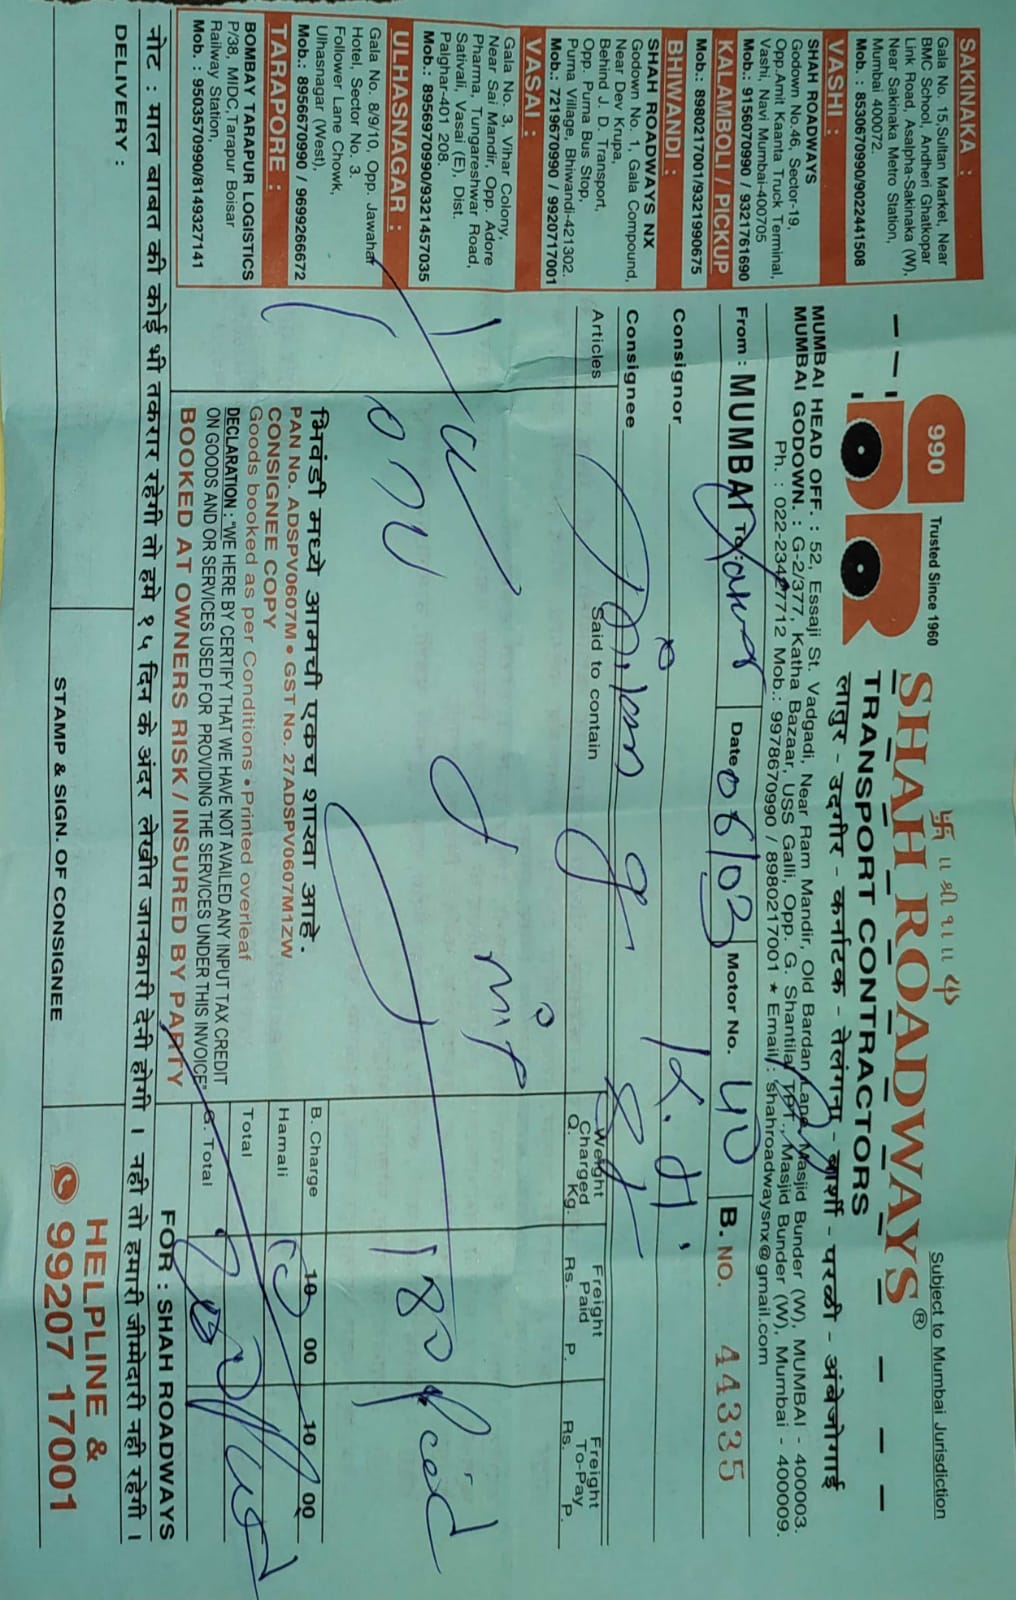 Subject to Mumbai Jurisdiction
990
Trusted Since 1960
SHAH ROADWAYS®
TRANSPORT CONTRACTORS
लातुर - उदगीर - कर्नाटक - तेलंगना - बार्शी - परळी - अंबेजोगाई
MUMBAI HEAD OFF. : 52, Essaji St. Vadgadi, Near Ram Mandir, Old Bardan Lane, Masjid Bunder (W), MUMBAI - 400003.
MUMBAI GODOWN. : G-2/377, Katha Bazaar, USS Galli, Opp. G. Shantilal TPT., Masjid Bunder (W), Mumbai - 400009.
Ph. : 022-23427712 Mob.: 9978670990 / 8980217001 ★ Email : shahroadwaysnx@gmail.com
SAKINAKA :
Gala No. 15, Sultan Market, Near
BMC School, Andheri Ghatkopar
Link Road, Asalpha-Sakinaka (W),
Near Sakinaka Metro Station,
Mumbai 400072.
Mob. : 8530670990/9022441508
VASHI :
SHAH ROADWAYS
Godown No.46, Sector-19,
Opp.Amit Kaanta Truck Terminal,
Vashi, Navi Mumbai-400705
Mob.: 9156070990 / 9321761690
KALAMBOLI / PICKUP
Mob.: 8980217001/9321990675
BHIWANDI :
SHAH ROADWAYS NX
Godown No. 1, Gala Compound,
Near Dev Krupa,
Behind J. D. Transport,
Opp. Purna Bus Stop,
Purna Village, Bhiwandi-421302.
Mob.: 7219670990 / 9920717001
VASAI :
Gala No. 3, Vihar Colony,
Near Sai Mandir, Opp. Adore
Pharma, Tungareshwar Road,
Sativali, Vasai (E), Dist.
Palghar-401 208.
Mob.: 8956970990/9321457035
ULHASNAGAR :
Gala No. 8/9/10, Opp. Jawahar
Hotel, Sector No. 3.
Follower Lane Chowk,
Ulhasnagar (West),
Mob.: 8956670990 / 9699266672
TARAPORE :
BOMBAY TARAPUR LOGISTICS
P/38, MIDC,Tarapur Boisar
Railway Station,
Mob. : 9503570990/8149327141
From : MUMBAI To : Date 06/03 Motor No. 40 B. NO. 44335
Consignor K.
Consignee
Articles Said to contain Weight Charged Q. Kg. Freight Paid Rs. P. Freight To-Pay Rs. P.
180 Paid
B. Charge 10 00 10 00
Hamali
Total
G. Total
भिवंडी मध्ये आमची एकच शाखा आहे.
PAN No. ADSPV0607M • GST No. 27ADSPV0607M1ZW
CONSIGNEE COPY
Goods booked as per Conditions • Printed overleaf
DECLARATION : "WE HERE BY CERTIFY THAT WE HAVE NOT AVAILED ANY INPUT TAX CREDIT
ON GOODS AND OR SERVICES USED FOR PROVIDING THE SERVICES UNDER THIS INVOICE".
BOOKED AT OWNERS RISK / INSURED BY PARTY
FOR : SHAH ROADWAYS
नोट : माल बाबत की कोई भी तकरार रहेगी तो हमे १५ दिन के अंदर लेखीत जानकारी देनी होगी । नही तो हमारी जीम्मेदारी नही रहेगी ।
DELIVERY :
STAMP & SIGN. OF CONSIGNEE
HELPLINE &
99207 17001